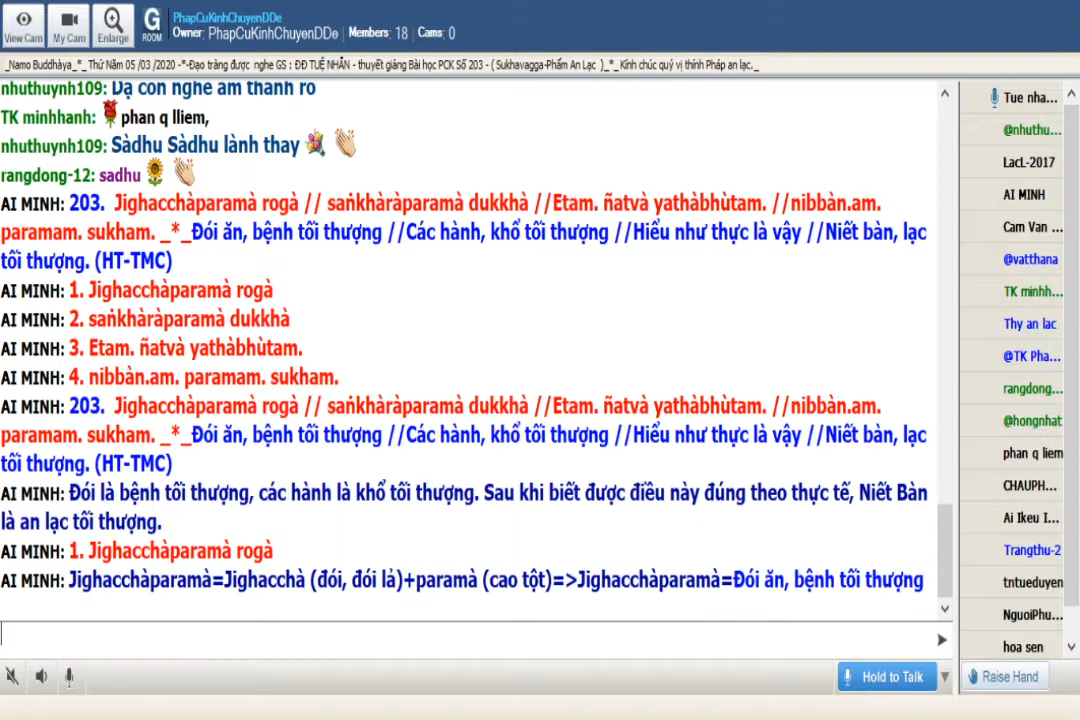 PhapCuKinhChuyenDDe
Owner: PhapCuKinhChuyenDDe Members: 18 Cams: 0
View Cam My Cam Enlarge G ROOM
_Namo Buddhàya_*_ Thứ Năm 05 /03 /2020 -*-Đạo tràng được nghe GS : ĐĐ TUỆ NHẪN - thuyết giảng Bài học PCK Số 203 - ( Sukhavagga-Phẩm An Lạc )_*_ Kính chúc quý vị thính Pháp an lạc._
nhuthuynh109: Dạ con nghe âm thanh rõ
TK minhhanh: phan q lliem,
nhuthuynh109: Sàdhu Sàdhu lành thay
rangdong-12: sadhu
AI MINH: 203. Jighacchàparamà rogà // saṅkhàràparamà dukkhà //Etam. ñatvà yathàbhùtam. //nibbàn.am.
paramam. sukham. _*_Đói ăn, bệnh tối thượng //Các hành, khổ tối thượng //Hiểu như thực là vậy //Niết bàn, lạc
tối thượng. (HT-TMC)
AI MINH: 1. Jighacchàparamà rogà
AI MINH: 2. saṅkhàràparamà dukkhà
AI MINH: 3. Etam. ñatvà yathàbhùtam.
AI MINH: 4. nibbàn.am. paramam. sukham.
AI MINH: 203. Jighacchàparamà rogà // saṅkhàràparamà dukkhà //Etam. ñatvà yathàbhùtam. //nibbàn.am.
paramam. sukham. _*_Đói ăn, bệnh tối thượng //Các hành, khổ tối thượng //Hiểu như thực là vậy //Niết bàn, lạc
tối thượng. (HT-TMC)
AI MINH: Đói là bệnh tối thượng, các hành là khổ tối thượng. Sau khi biết được điều này đúng theo thực tế, Niết Bàn
là an lạc tối thượng.
AI MINH: 1. Jighacchàparamà rogà
AI MINH: Jighacchàparamà=Jighacchà (đói, đói lả)+paramà (cao tột)=>Jighacchàparamà=Đói ăn, bệnh tối thượng
Tue nha...
@nhuthu...
LacL-2017
AI MINH
Cam Van ...
@vatthana
TK minhh...
Thy an lac
@TK Pha...
rangdong...
@hongnhat
phan q liem
CHAUPH...
Ai Ikeu I...
Trangthu-2
tntueduyen
NguoiPhu...
hoa sen
Hold to Talk
Raise Hand